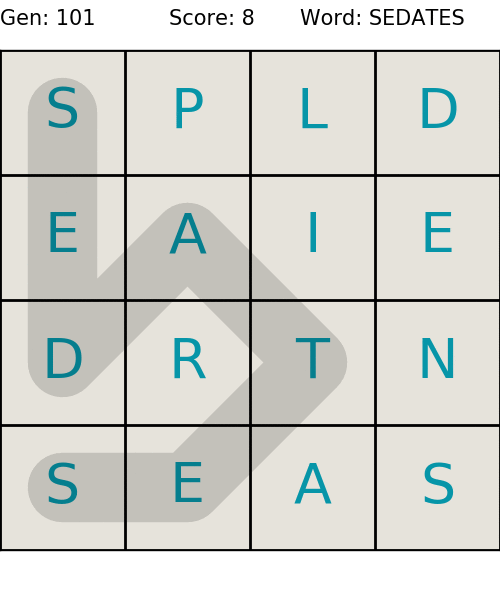 Gen: 101 Score: 8 Word: SEDATES
S P L D
E A I E
D R T N
S E A S